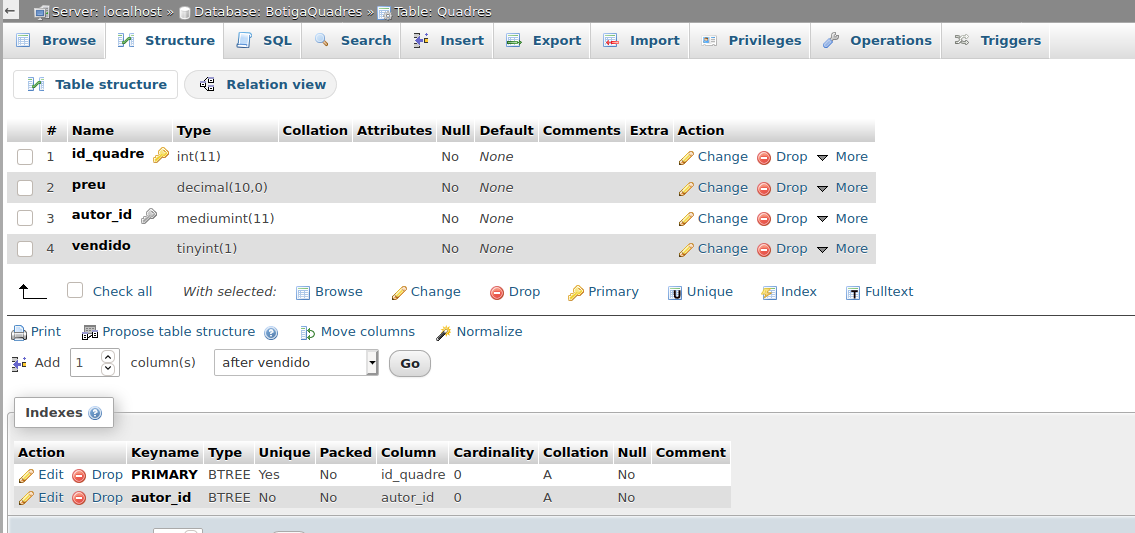 Server: localhost » Database: BotigaQuadres » Table: Quadres
Browse Structure SQL Search Insert Export Import Privileges Operations Triggers
Table structure Relation view
# Name Type Collation Attributes Null Default Comments Extra Action
1 id_quadre int(11) No None Change Drop More
2 preu decimal(10,0) No None Change Drop More
3 autor_id mediumint(11) No None Change Drop More
4 vendido tinyint(1) No None Change Drop More
Check all With selected: Browse Change Drop Primary Unique Index Fulltext
Print Propose table structure Move columns Normalize
Add 1 column(s) after vendido Go
Indexes
Action Keyname Type Unique Packed Column Cardinality Collation Null Comment
Edit Drop PRIMARY BTREE Yes No id_quadre 0 A No
Edit Drop autor_id BTREE No No autor_id 0 A No